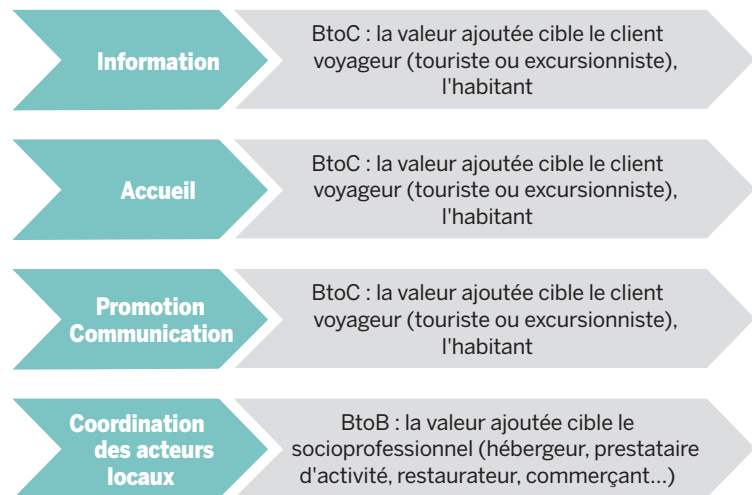 Information
BtoC : la valeur ajoutée cible le client
voyageur (touriste ou excursionniste),
l'habitant
Accueil
BtoC : la valeur ajoutée cible le client
voyageur (touriste ou excursionniste),
l'habitant
Promotion
Communication
BtoC : la valeur ajoutée cible le client
voyageur (touriste ou excursionniste),
l'habitant
Coordination
des acteurs
locaux
BtoB : la valeur ajoutée cible le
socioprofessionnel (hébergeur, prestataire
d'activité, restaurateur, commerçant...)